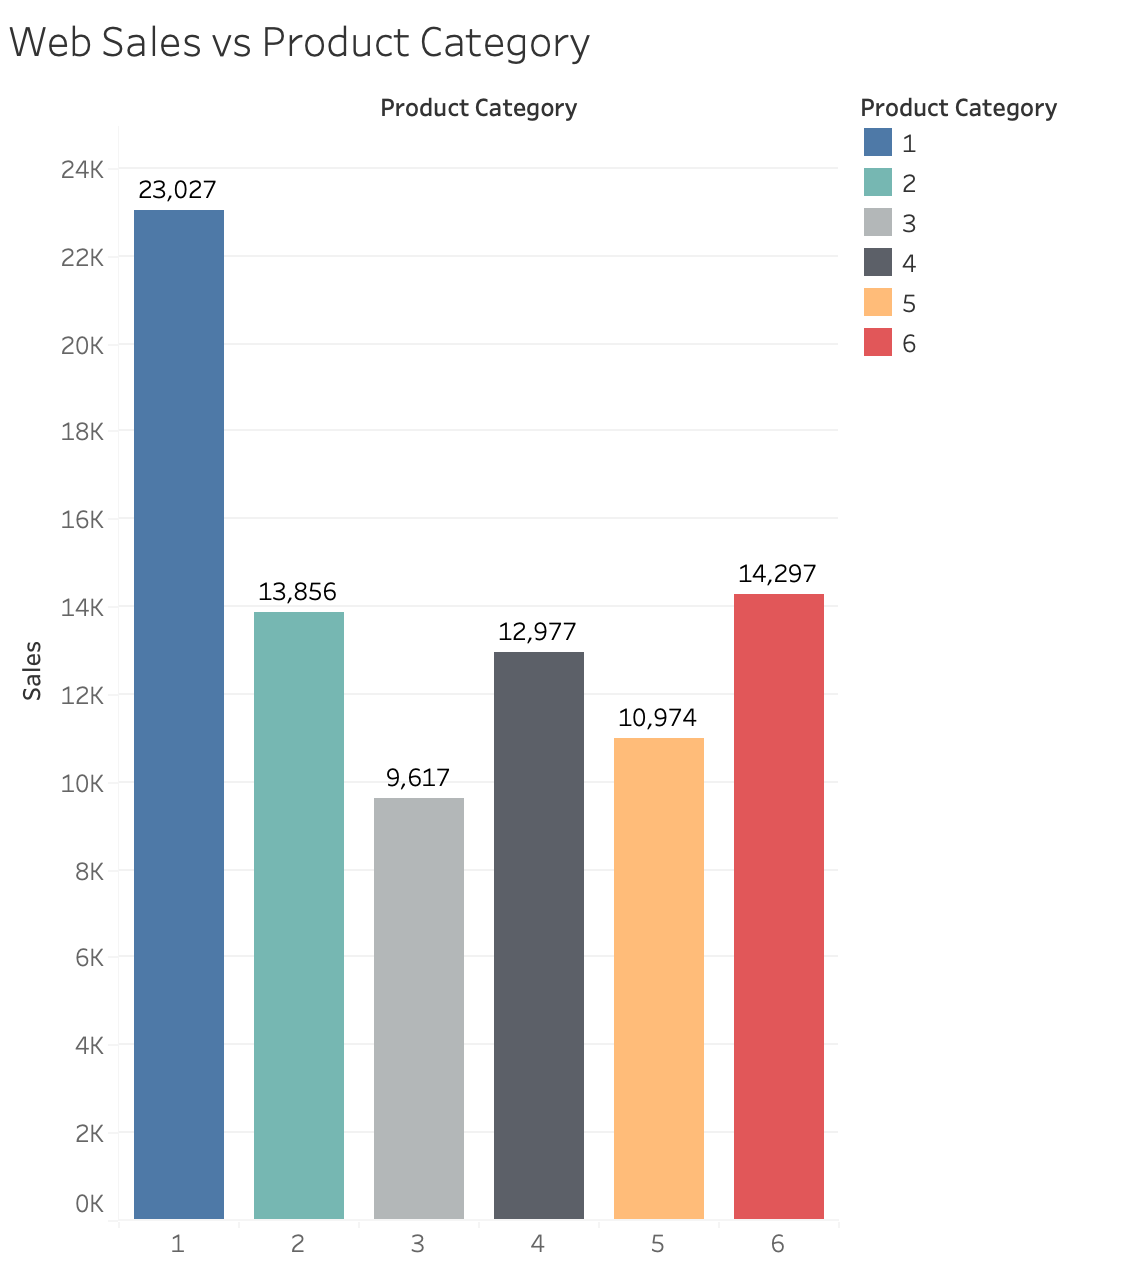 Web Sales vs Product Category
Product Category
Product Category
1
2
3
4
5
6
24K
22K
20K
18K
16K
14K
12K
10K
8K
6K
4K
2K
0K
Sales
23,027
13,856
9,617
12,977
10,974
14,297
1 2 3 4 5 6